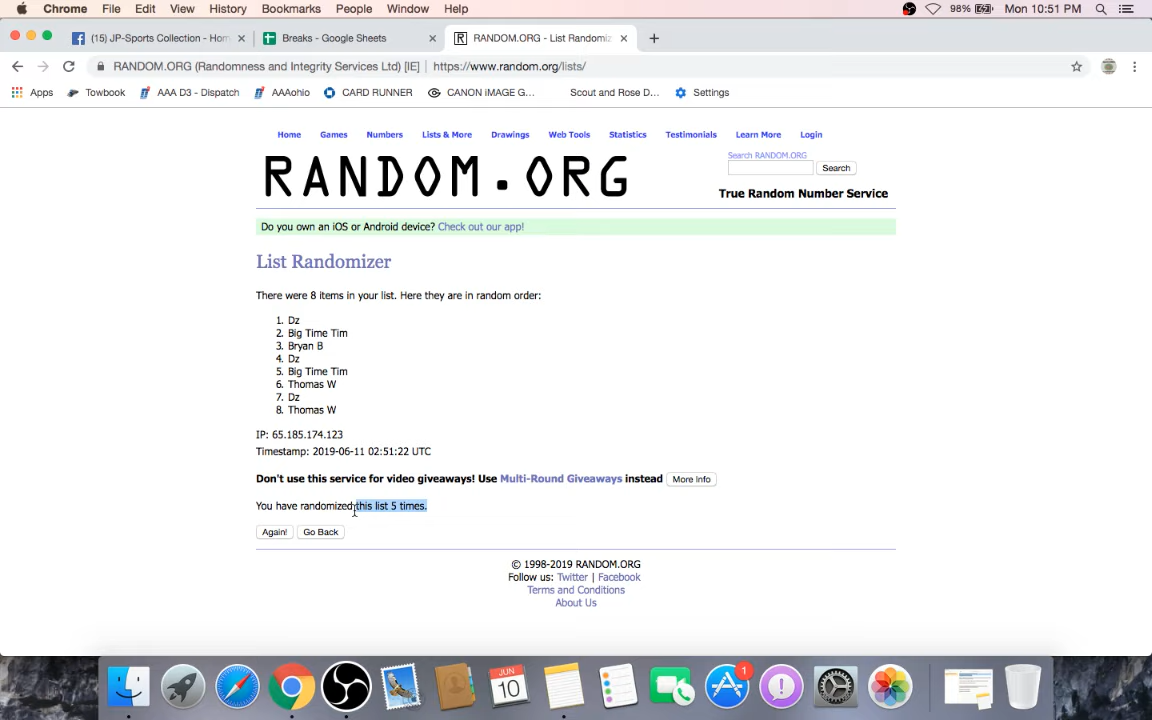 Chrome File Edit View History Bookmarks People Window Help 98% Mon 10:51 PM
(15) JP-Sports Collection - Hom Breaks - Google Sheets RANDOM.ORG - List Randomiz
RANDOM.ORG (Randomness and Integrity Services Ltd) [IE] https://www.random.org/lists/
Apps Towbook AAA D3 - Dispatch AAAohio CARD RUNNER CANON iMAGE G... Scout and Rose D... Settings
Home Games Numbers Lists & More Drawings Web Tools Statistics Testimonials Learn More Login
Search RANDOM.ORG
Search
RANDOM.ORG
True Random Number Service
Do you own an iOS or Android device? Check out our app!
List Randomizer
There were 8 items in your list. Here they are in random order:
1. Dz
2. Big Time Tim
3. Bryan B
4. Dz
5. Big Time Tim
6. Thomas W
7. Dz
8. Thomas W
IP: 65.185.174.123
Timestamp: 2019-06-11 02:51:22 UTC
Don't use this service for video giveaways! Use Multi-Round Giveaways instead More Info
You have randomized this list 5 times.
Again! Go Back
© 1998-2019 RANDOM.ORG
Follow us: Twitter | Facebook
Terms and Conditions
About Us
JUN
10
1